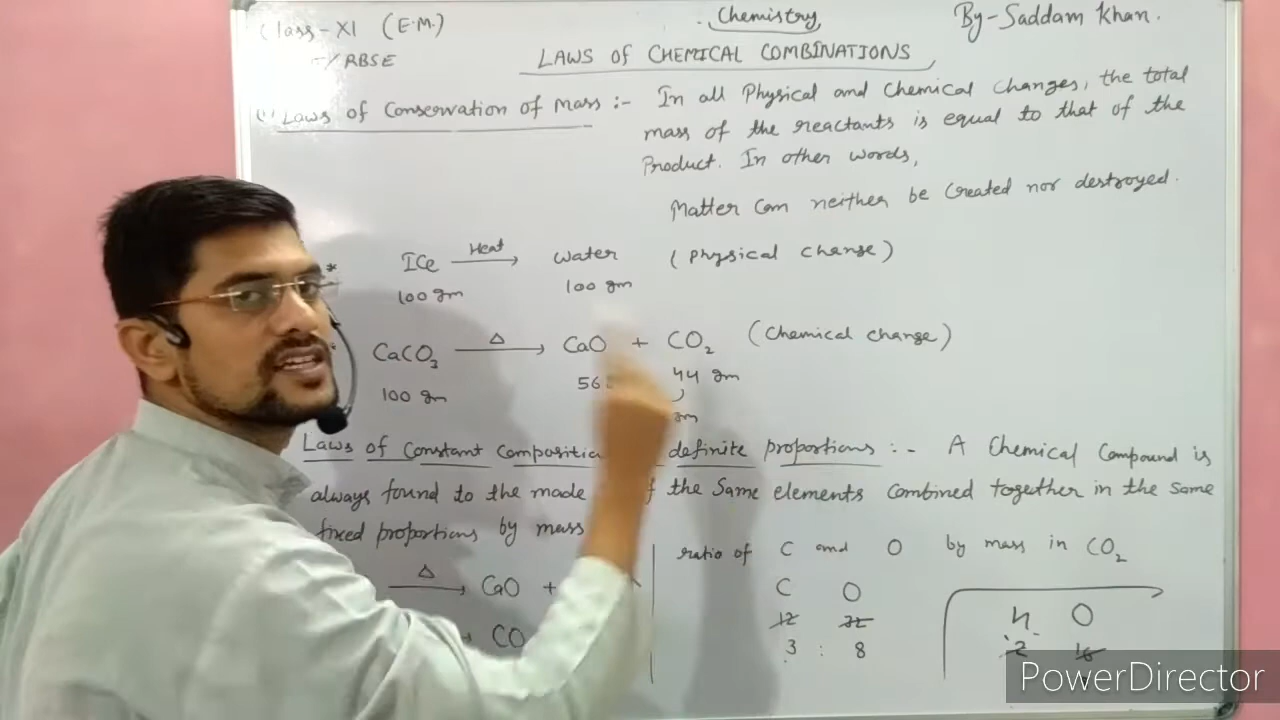 Class-XI (E.M.)
Chemistry
By-Saddam Khan.
RBSE
LAWS OF CHEMICAL COMBINATIONS
Laws of Conservation of Mass :- In all Physical and Chemical Changes, the total
mass of the reactants is equal to that of the
Product. In other words,
Matter Can neither be Created nor destroyed.
* Ice Heat → Water (Physical change)
100 gm 100 gm
CaCO3 Δ → CaO + CO2 (Chemical change)
100 gm 56 44 gm
gm
Laws of Constant Compositio definite proportions :- A Chemical Compound is
always found to the made f the Same elements Combined together in the Same
fixed proportions by mass
ratio of C and O by mass in CO2
Δ → CaO +
C O
H O
12 32
2 16
→ CO
3 : 8
PowerDirector